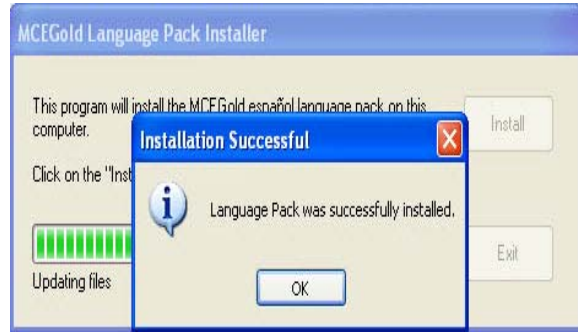 MCEGold Language Pack Installer
This program will install the MCEGold español language pack on this
computer.
Install
Click on the "Inst
Installation Successful
Language Pack was successfully installed.
OK
Updating files
Exit